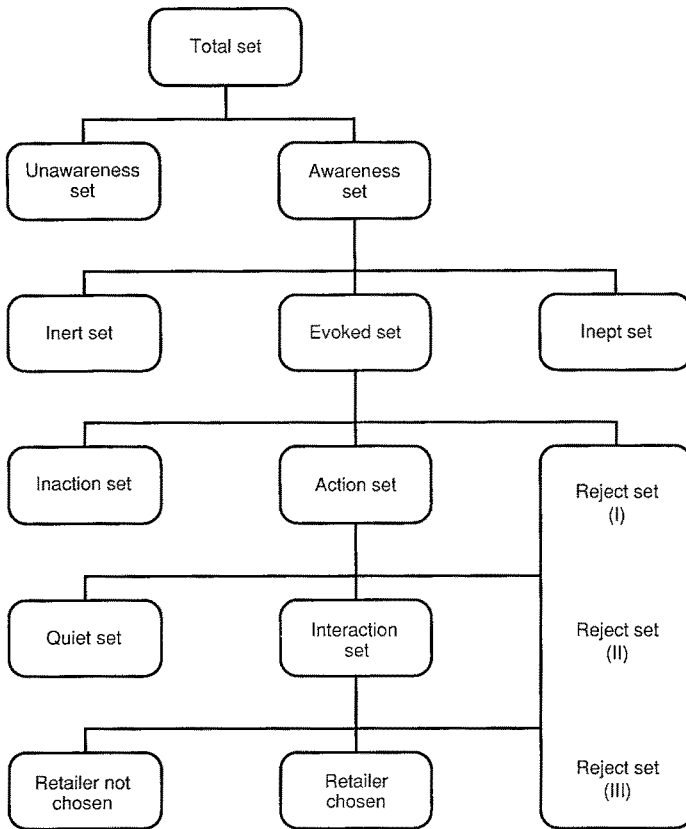 Total set
Unawareness
set
Awareness
set
Inert set
Evoked set
Inept set
Inaction set
Action set
Reject set
(I)
Quiet set
Interaction
set
Reject set
(II)
Retailer not
chosen
Retailer
chosen
Reject set
(III)